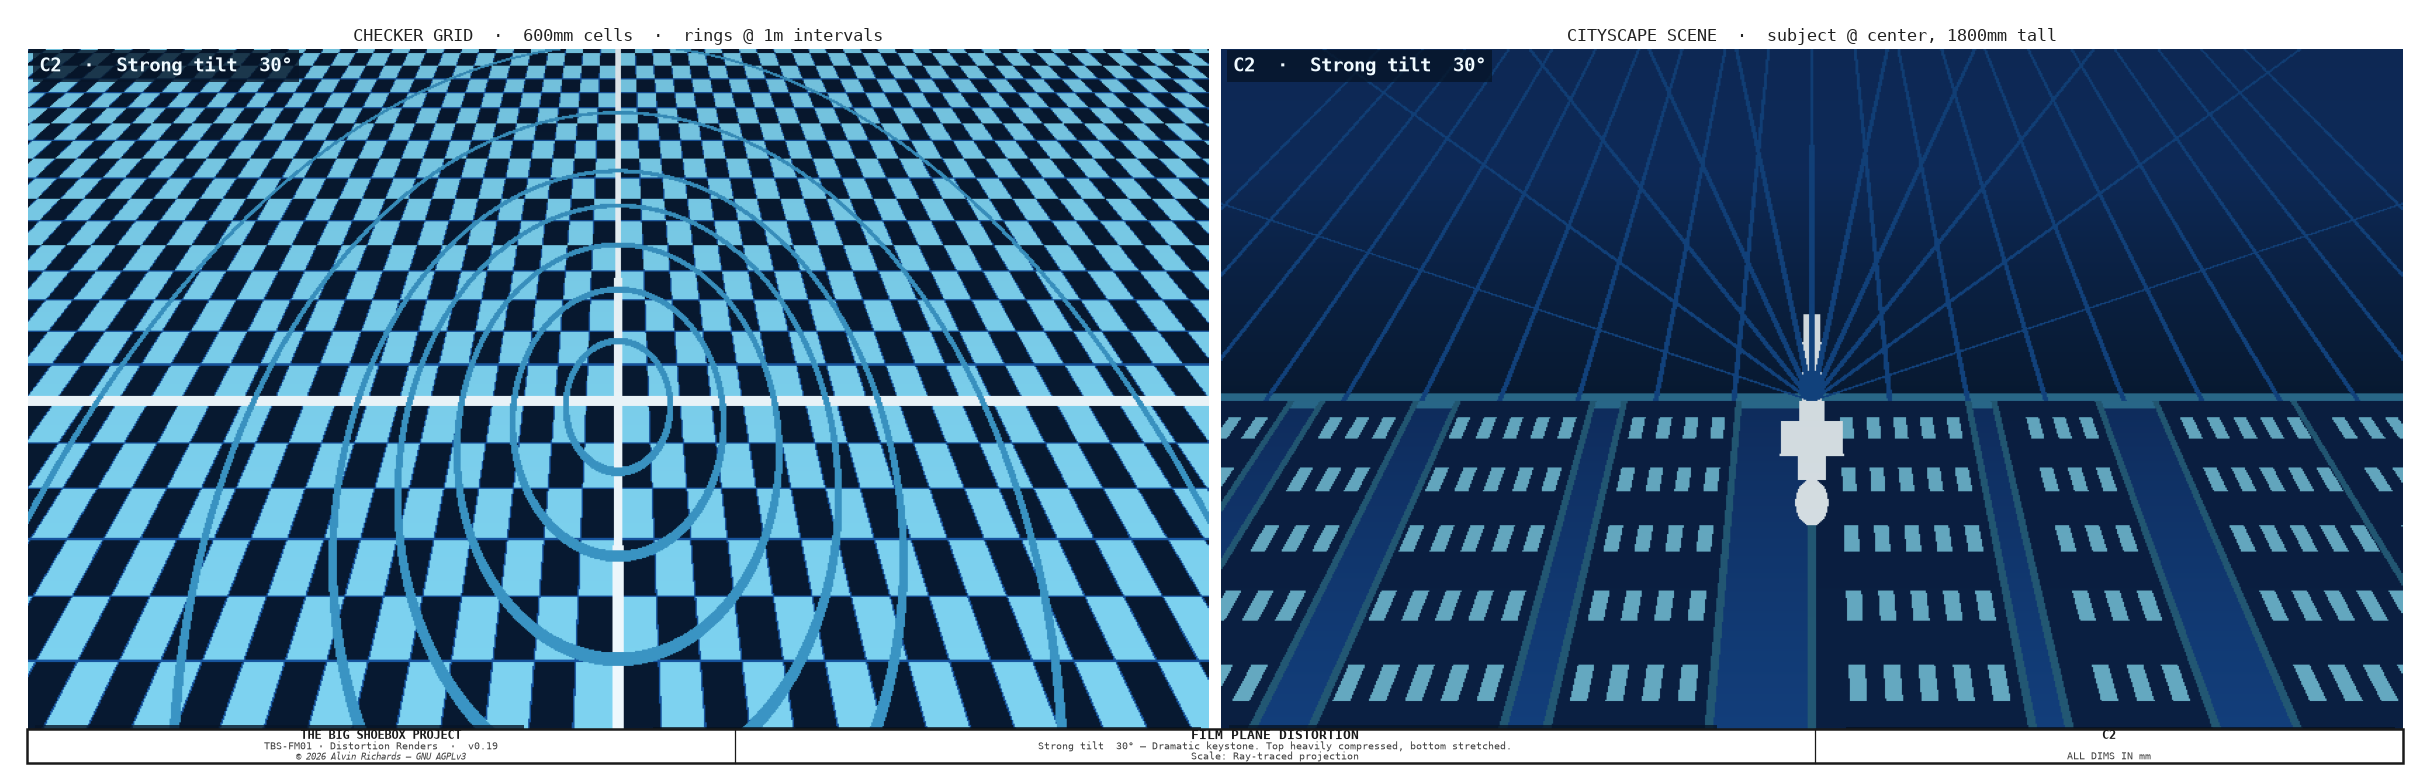 CHECKER GRID · 600mm cells · rings @ 1m intervals
CITYSCAPE SCENE · subject @ center, 1800mm tall
C2 · Strong tilt 30°
C2 · Strong tilt 30°
THE BIG SHOEBOX PROJECT
TBS-FM01 · Distortion Renders · v0.19
© 2026 Alvin Richards — GNU AGPLv3
FILM PLANE DISTORTION
Strong tilt 30° — Dramatic keystone. Top heavily compressed, bottom stretched.
Scale: Ray-traced projection
C2
ALL DIMS IN mm